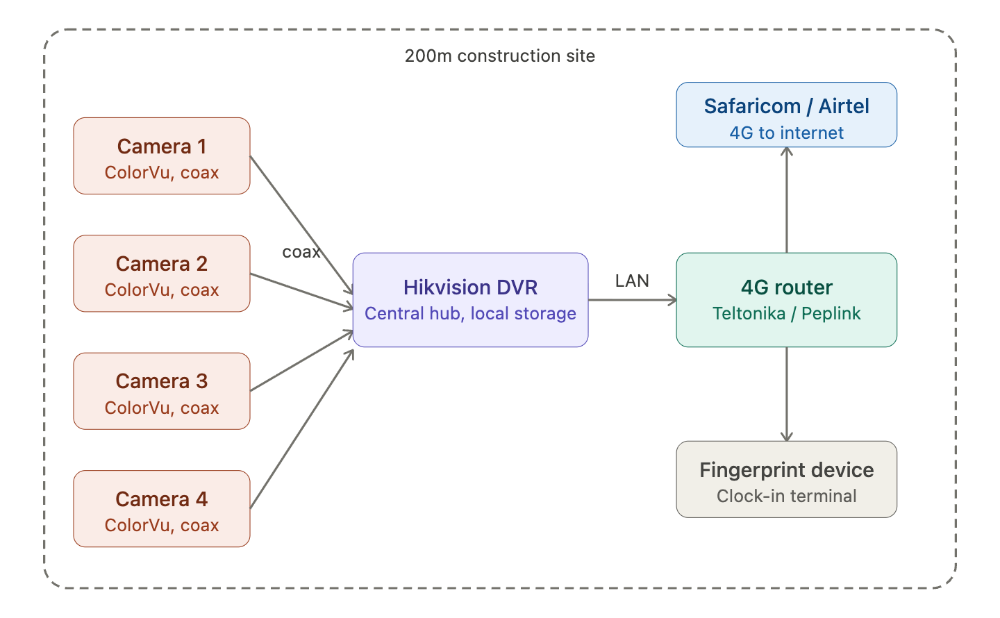 200m construction site
Camera 1
ColorVu, coax
Camera 2
ColorVu, coax
Camera 3
ColorVu, coax
Camera 4
ColorVu, coax
coax
Hikvision DVR
Central hub, local storage
LAN
Safaricom / Airtel
4G to internet
4G router
Teltonika / Peplink
Fingerprint device
Clock-in terminal